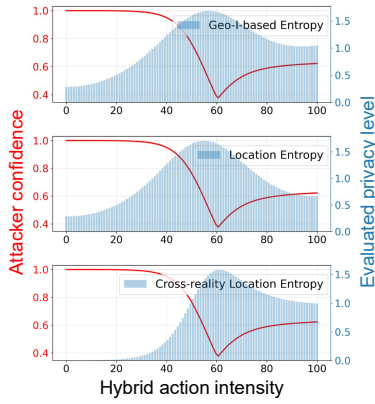 Attacker confidence
Evaluated privacy level
1.0
0.8
0.6
0.4
Geo-I-based Entropy
1.5
1.0
0.5
0.0
0 20 40 60 80 100
1.0
0.8
0.6
0.4
Location Entropy
1.5
1.0
0.5
0.0
0 20 40 60 80 100
1.0
0.8
0.6
0.4
Cross-reality Location Entropy
1.5
1.0
0.5
0.0
0 20 40 60 80 100
Hybrid action intensity